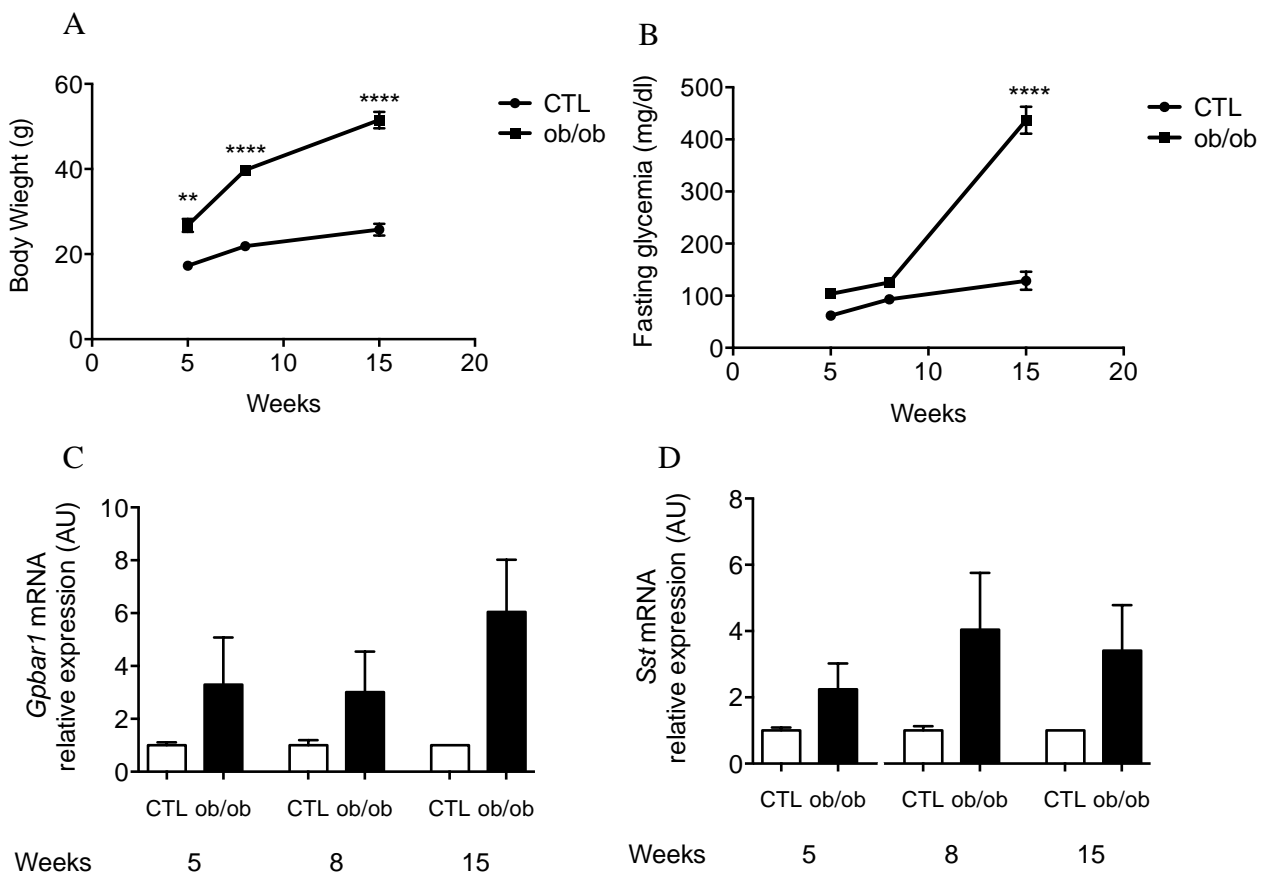 A
Body Wieght (g)
60
40
20
0
**
****
****
CTL
ob/ob
0 5 10 15 20
Weeks
B
Fasting glycemia (mg/dl)
500
400
300
200
100
0
****
CTL
ob/ob
0 5 10 15 20
Weeks
C
Gpbar1 mRNA
relative expression (AU)
10
8
6
4
2
0
CTL ob/ob CTL ob/ob CTL ob/ob
Weeks 5 8 15
D
Sst mRNA
relative expression (AU)
8
6
4
2
0
CTL ob/ob CTL ob/ob CTL ob/ob
Weeks 5 8 15